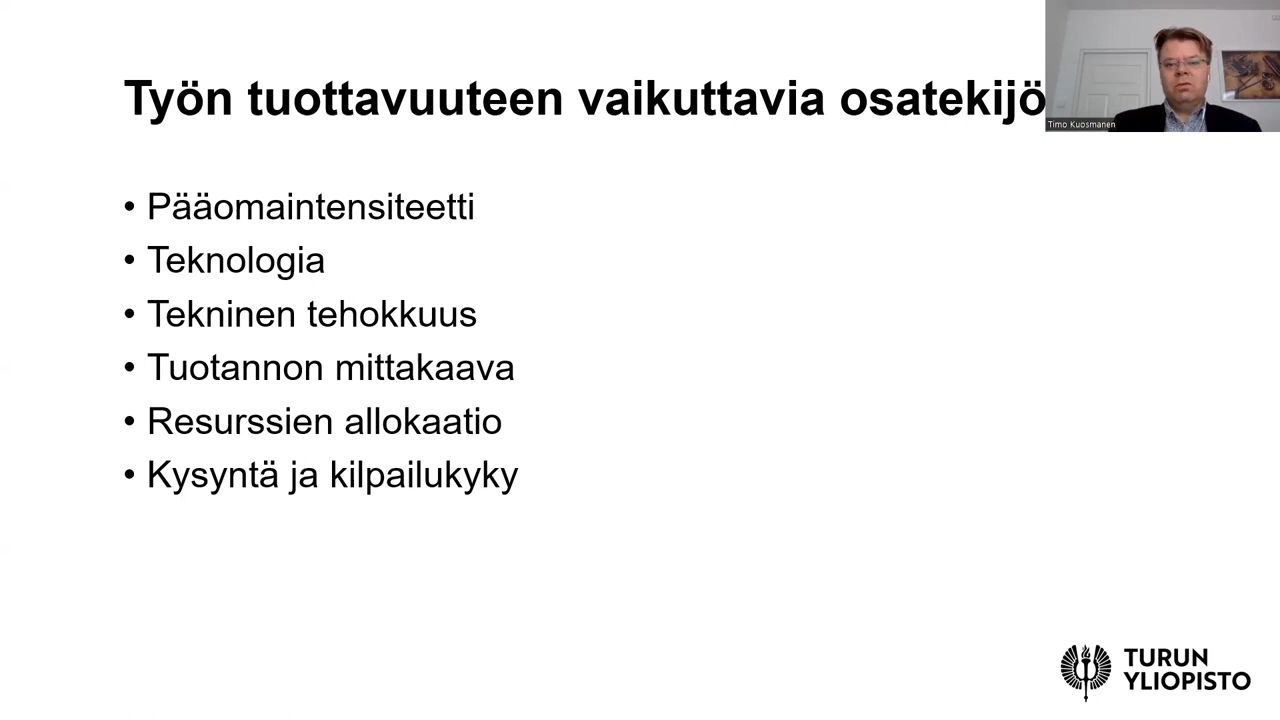 Työn tuottavuuteen vaikuttavia osatekijö
Timo Kuosmanen
• Pääomaintensiteetti
• Teknologia
• Tekninen tehokkuus
• Tuotannon mittakaava
• Resurssien allokaatio
• Kysyntä ja kilpailukyky
TURUN
YLIOPISTO